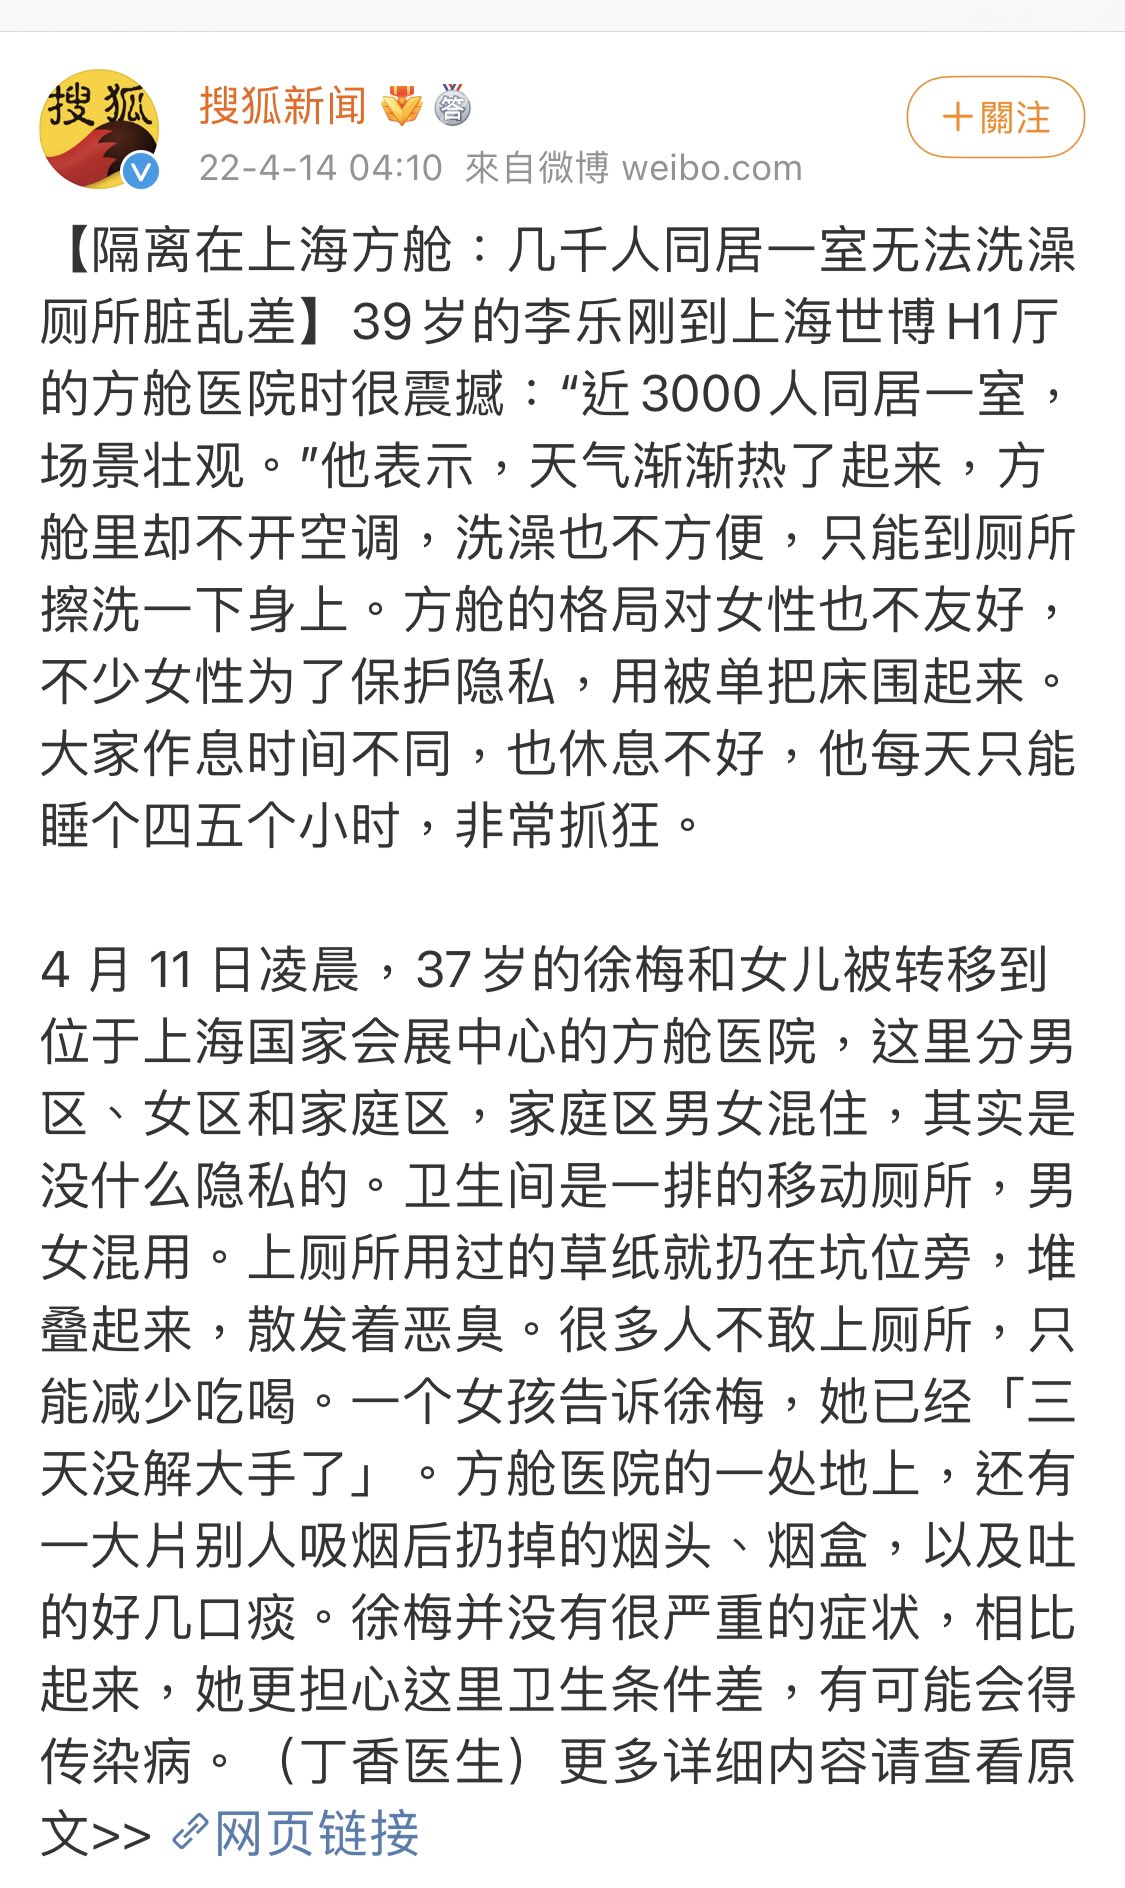 搜狐
搜狐新闻 答
＋關注
22-4-14 04:10 來自微博 weibo.com
【隔离在上海方舱：几千人同居一室无法洗澡
厕所脏乱差】39岁的李乐刚到上海世博H1厅
的方舱医院时很震撼：“近3000人同居一室，
场景壮观。”他表示，天气渐渐热了起来，方
舱里却不开空调，洗澡也不方便，只能到厕所
擦洗一下身上。方舱的格局对女性也不友好，
不少女性为了保护隐私，用被单把床围起来。
大家作息时间不同，也休息不好，他每天只能
睡个四五个小时，非常抓狂。
4 月 11 日凌晨，37岁的徐梅和女儿被转移到
位于上海国家会展中心的方舱医院，这里分男
区、女区和家庭区，家庭区男女混住，其实是
没什么隐私的。卫生间是一排的移动厕所，男
女混用。上厕所用过的草纸就扔在坑位旁，堆
叠起来，散发着恶臭。很多人不敢上厕所，只
能减少吃喝。一个女孩告诉徐梅，她已经「三
天没解大手了」。方舱医院的一处地上，还有
一大片别人吸烟后扔掉的烟头、烟盒，以及吐
的好几口痰。徐梅并没有很严重的症状，相比
起来，她更担心这里卫生条件差，有可能会得
传染病。（丁香医生）更多详细内容请查看原
文>> 网页链接